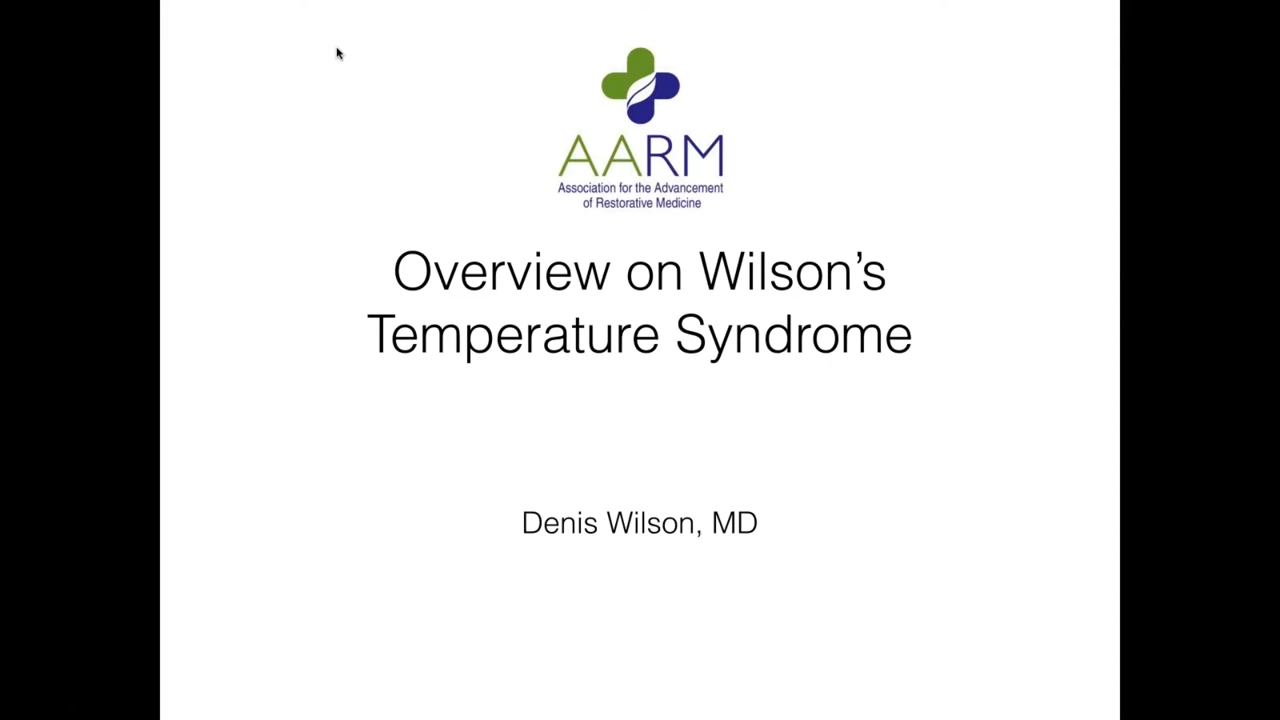 AARM
Association for the Advancement
of Restorative Medicine
Overview on Wilson’s
Temperature Syndrome
Denis Wilson, MD